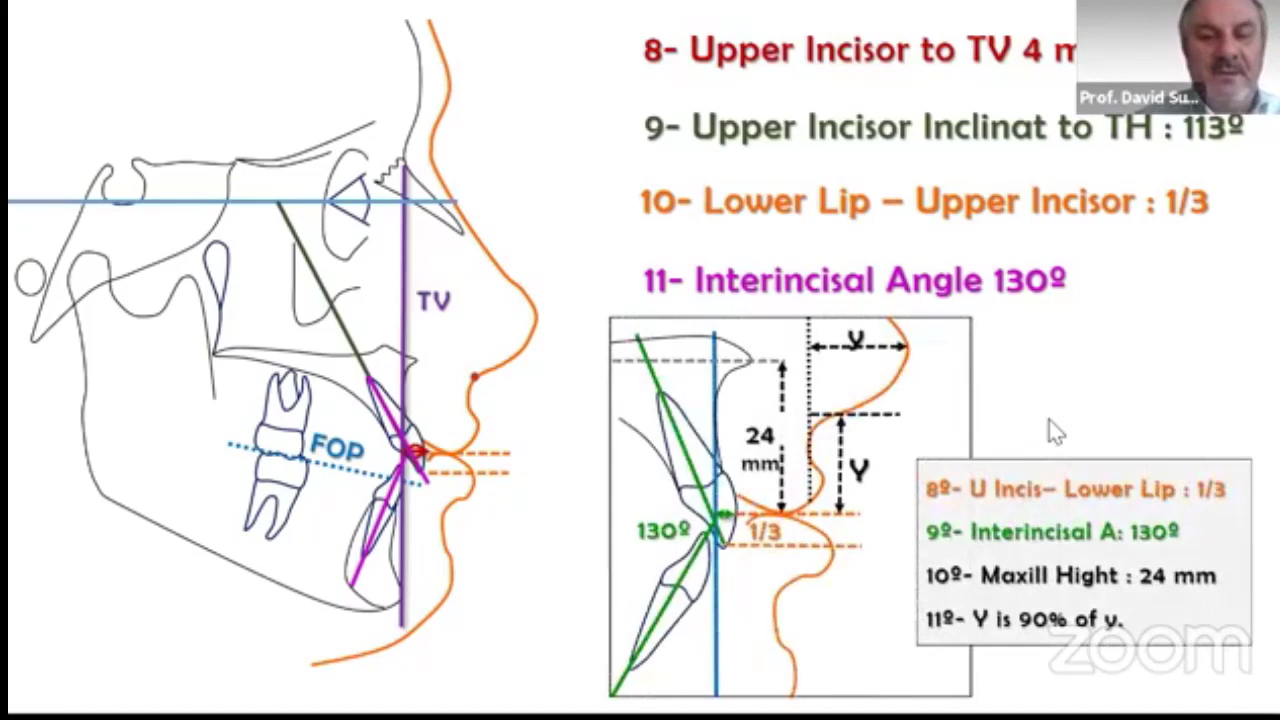 8- Upper Incisor to TV 4 m
Prof. David Su...
9- Upper Incisor Inclinat to TH : 113º
10- Lower Lip – Upper Incisor : 1/3
11- Interincisal Angle 130º
TV
FOP
y
24
mm
Y
130º
1/3
8º- U Incis– Lower Lip : 1/3
9º- Interincisal A: 130º
10º- Maxill Hight : 24 mm
11º- Y is 90% of y.
zoom